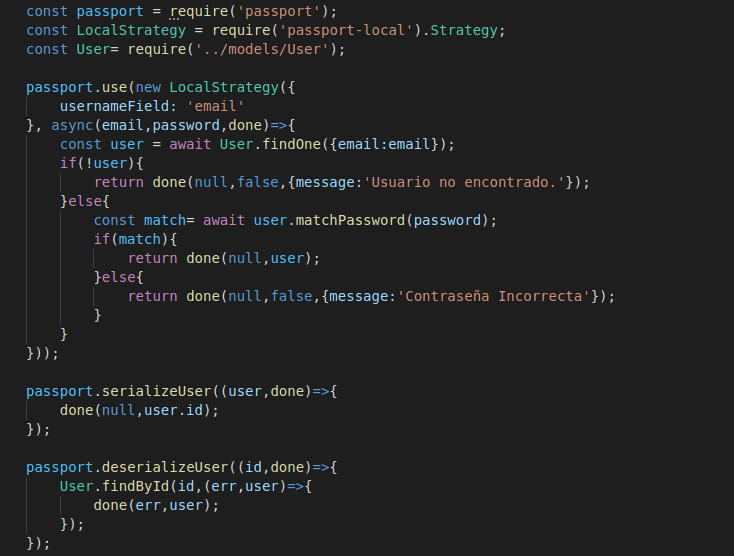 const passport = require('passport');
const LocalStrategy = require('passport-local').Strategy;
const User= require('../models/User');
passport.use(new LocalStrategy({
usernameField: 'email'
}, async(email,password,done)=>{
const user = await User.findOne({email:email});
if(!user){
return done(null,false,{message:'Usuario no encontrado.'});
}else{
const match= await user.matchPassword(password);
if(match){
return done(null,user);
}else{
return done(null,false,{message:'Contraseña Incorrecta'});
}
}
}));
passport.serializeUser((user,done)=>{
done(null,user.id);
});
passport.deserializeUser((id,done)=>{
User.findById(id,(err,user)=>{
done(err,user);
});
});